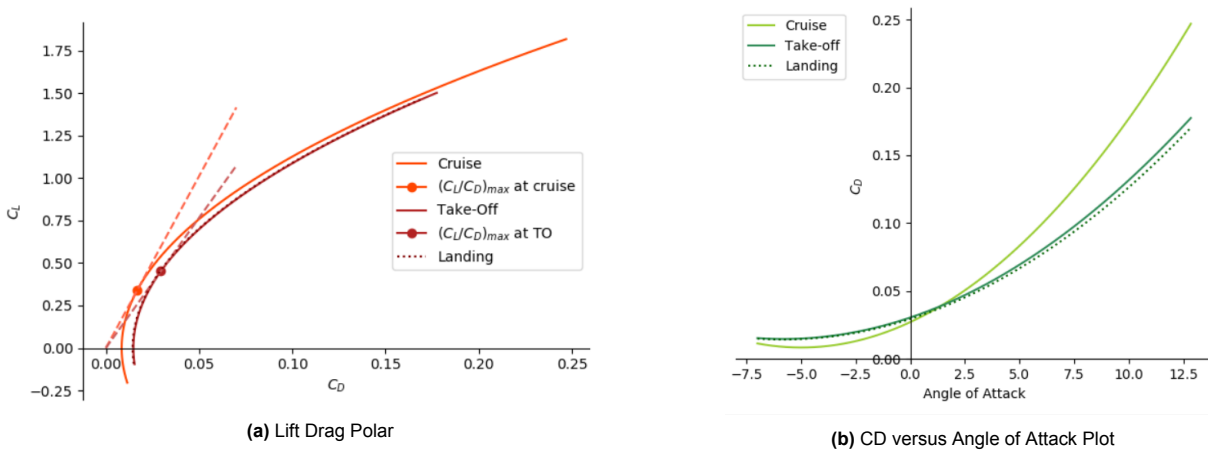 1.75
1.50
1.25
1.00
0.75
0.50
0.25
0.00
−0.25
C_L
0.00 0.05 0.10 0.15 0.20 0.25
C_D
Cruise
(C_L/C_D)_max at cruise
Take-Off
(C_L/C_D)_max at TO
Landing
(a) Lift Drag Polar
Cruise
Take-off
Landing
0.25
0.20
0.15
0.10
0.05
0.00
C_D
−7.5 −5.0 −2.5 0.0 2.5 5.0 7.5 10.0 12.5
Angle of Attack
(b) CD versus Angle of Attack Plot